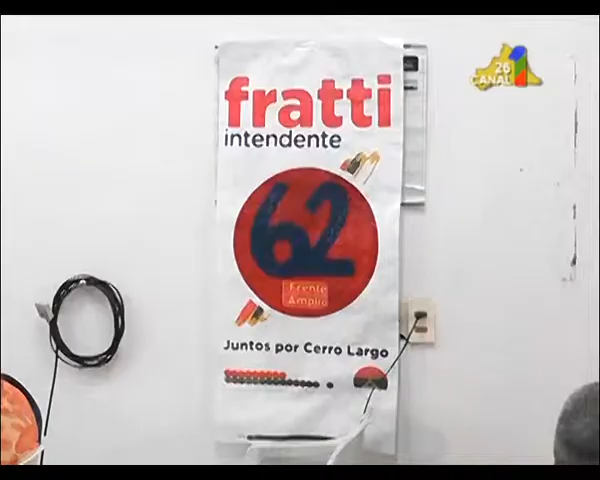 fratti
intendente
62
Frente
Amplio
Juntos por Cerro Largo
26
CANAL